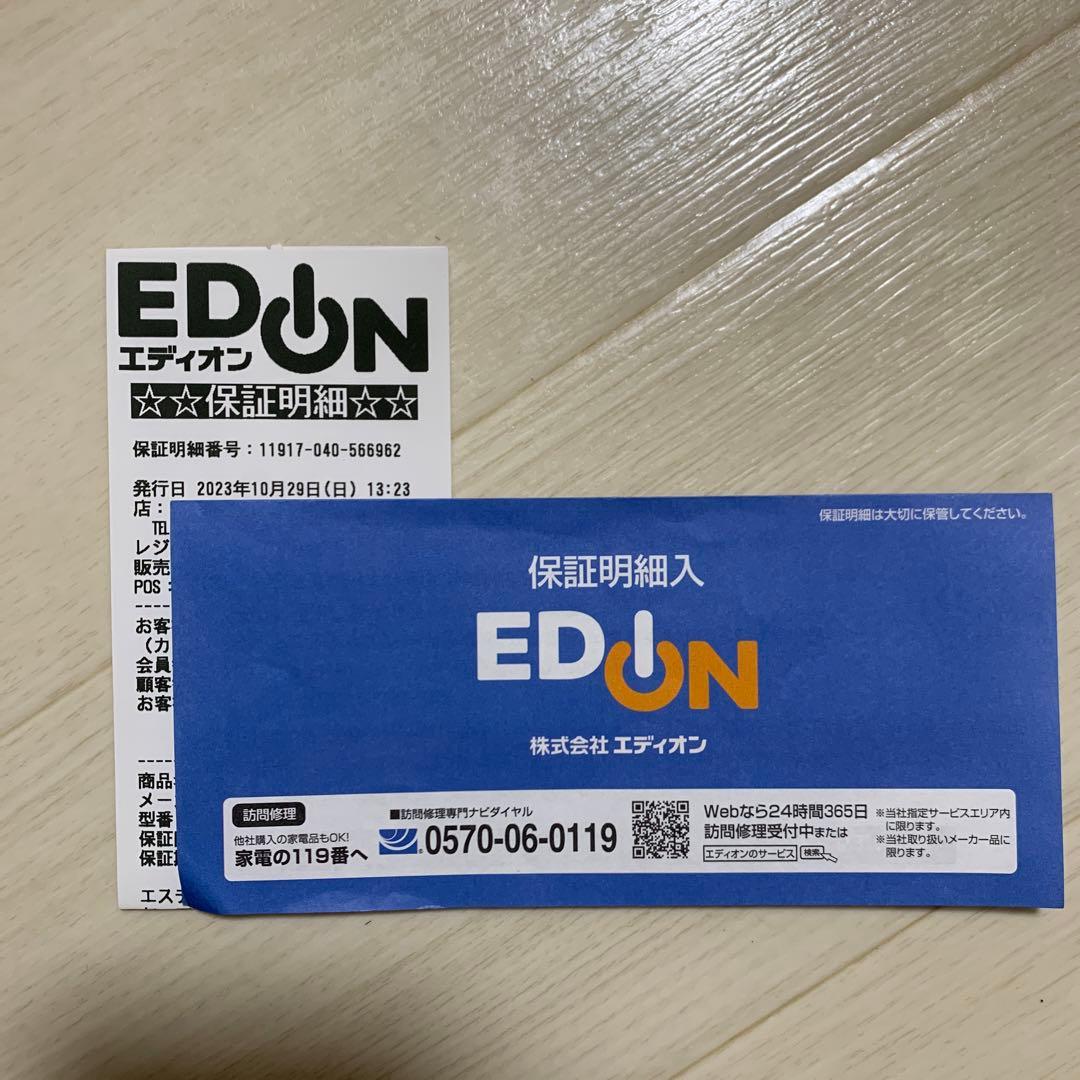 EDION
エディオン
☆☆保証明細☆☆
保証明細番号：11917-040-566962
発行日 2023年10月29日(日) 13:23
店：
TEL
レジ
販売
POS：
お客
（カ
会員
顧客
お客
商品
メー
型番
保証
保証
エステ
保証明細は大切に保管してください。
保証明細入
EDION
株式会社 エディオン
訪問修理
他社購入の家電品もOK!
家電の119番へ
■訪問修理専門ナビダイヤル
0570-06-0119
Webなら24時間365日
訪問修理受付中または
エディオンのサービス 検索
※当社指定サービスエリア内
に限ります。
※当社取り扱いメーカー品に
限ります。